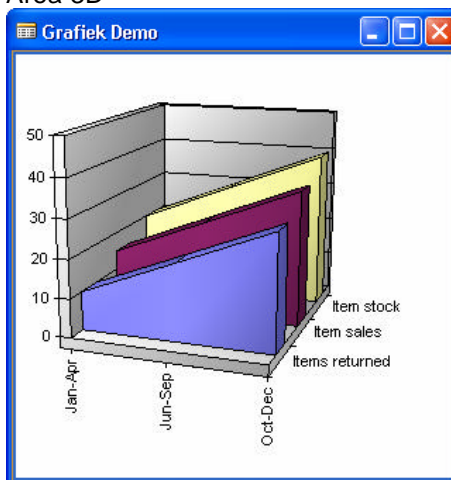 Area 3D
Grafiek Demo
50
40
30
20
10
0
Item stock
Item sales
Items returned
Jan-Apr
Jun-Sep
Oct-Dec